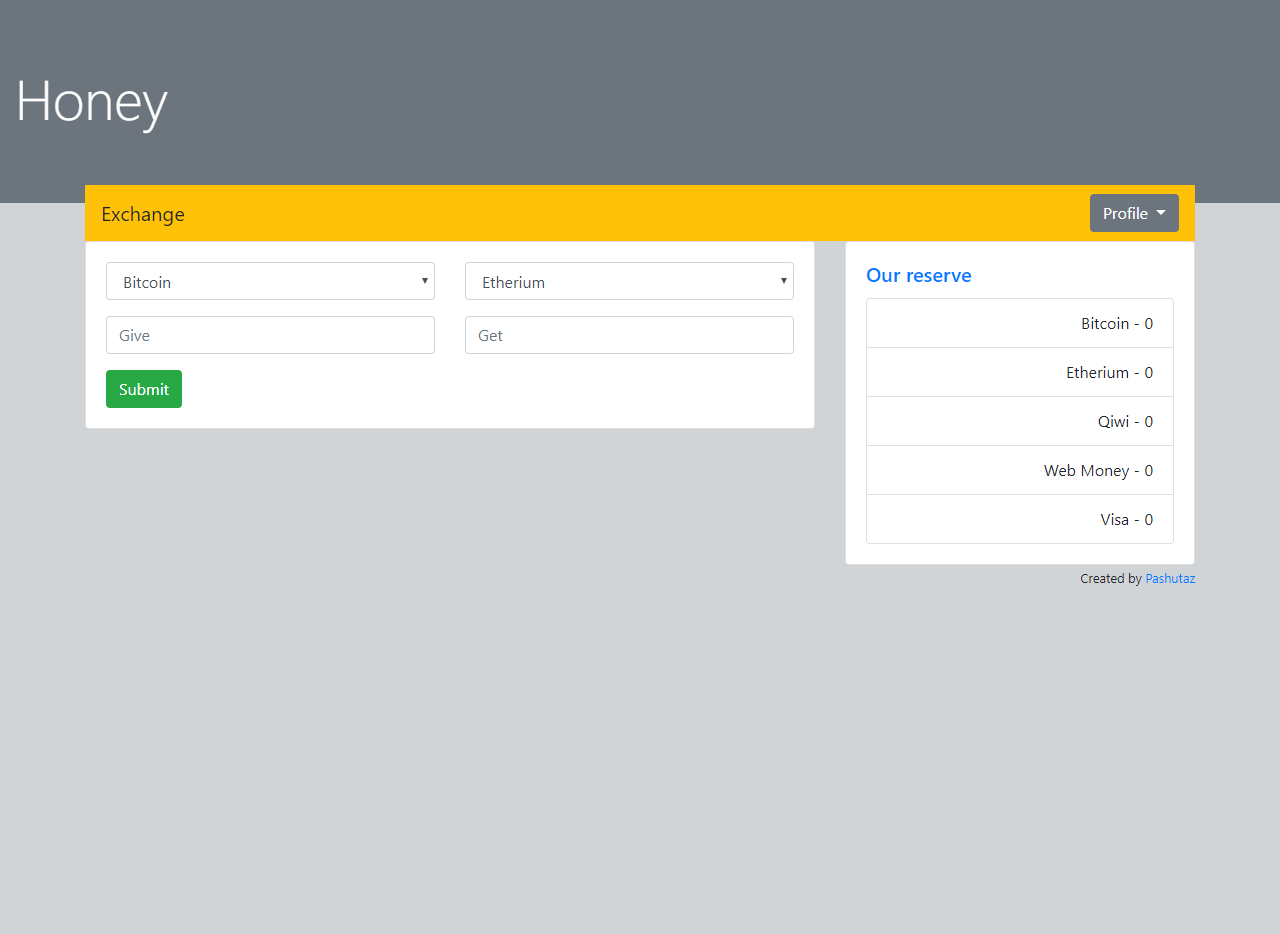 Honey
Exchange
Profile
Bitcoin
Etherium
Give
Get
Submit
Our reserve
Bitcoin - 0
Etherium - 0
Qiwi - 0
Web Money - 0
Visa - 0
Created by Pashutaz